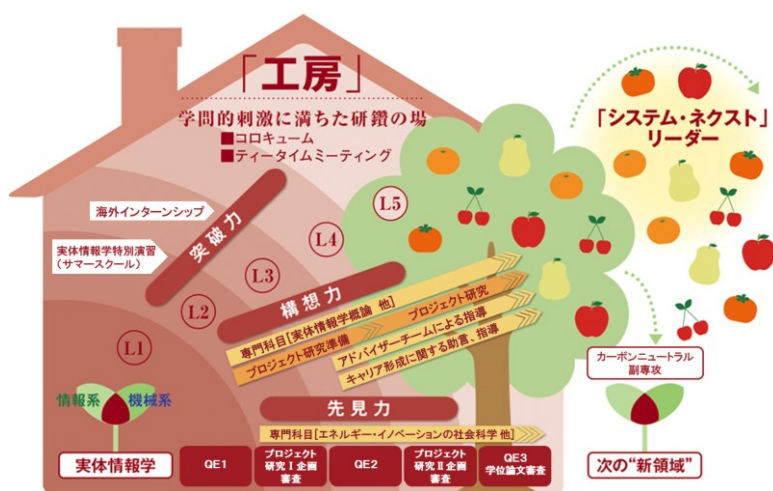 「工房」
学問的刺激に満ちた研鑽の場
■コロキューム
■ティータイムミーティング
「システム・ネクスト」
リーダー
海外インターンシップ
実体情報学特別演習
(サマースクール)
突破力
L5
L4
L3
L2
L1
構想力
専門科目[実体情報学概論 他]
プロジェクト研究準備
プロジェクト研究
アドバイザーチームによる指導
キャリア形成に関する助言、指導
先見力
専門科目[エネルギー・イノベーションの社会科学 他]
情報系
機械系
実体情報学
QE1
プロジェクト
研究Ⅰ企画
審査
QE2
プロジェクト
研究Ⅱ企画
審査
QE3
学位論文審査
カーボンニュートラル
副専攻
次の“新領域”